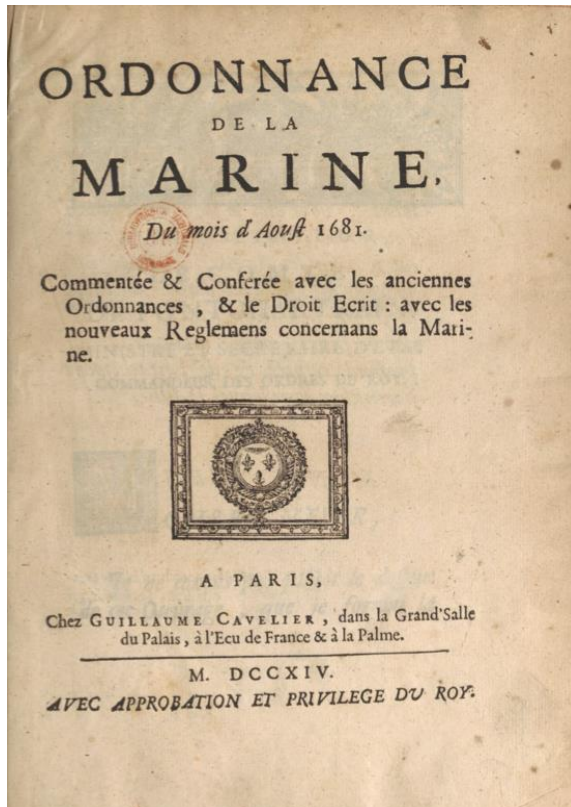 ORDONNANCE
DE LA
MARINE,
Du mois d'Aoust 1681.
Commentée & Conferée avec les anciennes
Ordonnances, & le Droit Ecrit : avec les
nouveaux Reglemens concernans la Mari-
ne.
A PARIS,
Chez GUILLAUME CAVELIER, dans la Grand'Salle
du Palais, à l'Ecu de France & à la Palme.
M. DCCXIV.
AVEC APPROBATION ET PRIVILEGE DU ROY.